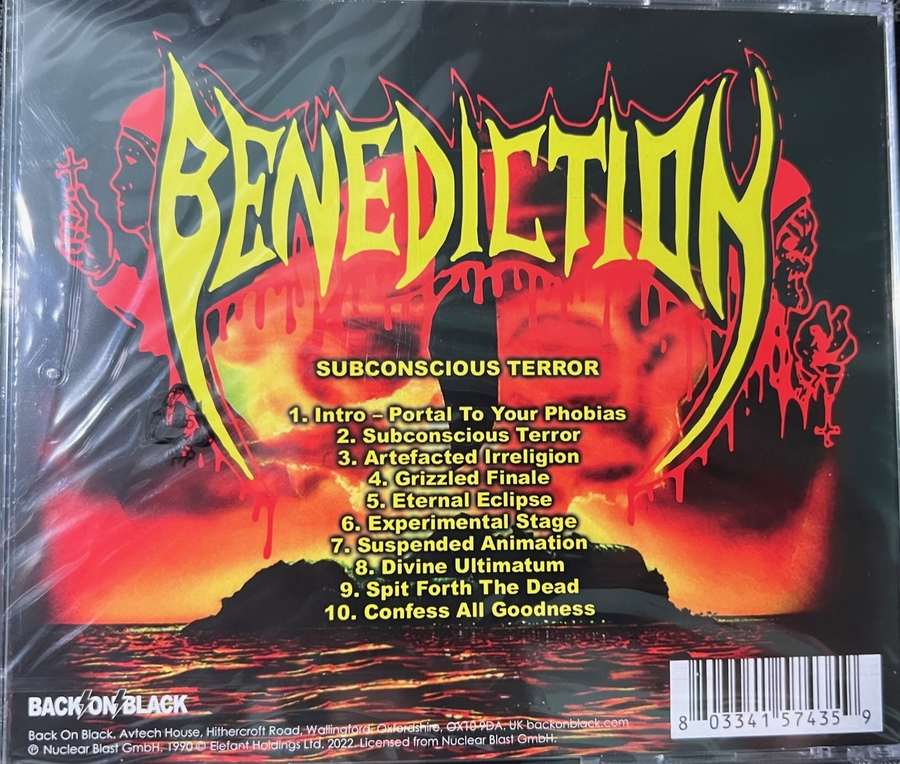 BENEDICTION
SUBCONSCIOUS TERROR
1. Intro – Portal To Your Phobias
2. Subconscious Terror
3. Artefacted Irreligion
4. Grizzled Finale
5. Eternal Eclipse
6. Experimental Stage
7. Suspended Animation
8. Divine Ultimatum
9. Spit Forth The Dead
10. Confess All Goodness
BACK ON BLACK
Back On Black, Avtech House, Hithercroft Road, Wallingford, Oxfordshire, OX10 9DA, UK backonblack.com
℗ Nuclear Blast GmbH, 1990 © Elefant Holdings Ltd, 2022. Licensed from Nuclear Blast GmbH.
8 03341 57435 9